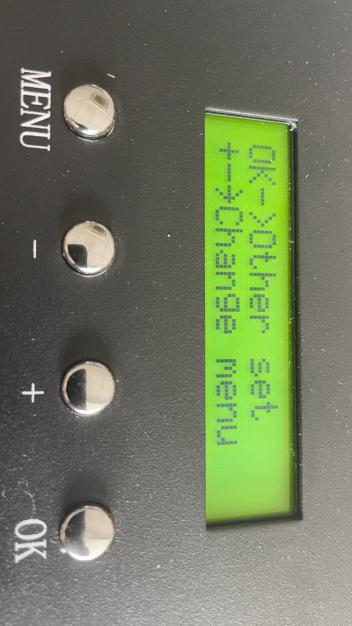 OK->Other set
+->Change menu
MENU - + OK